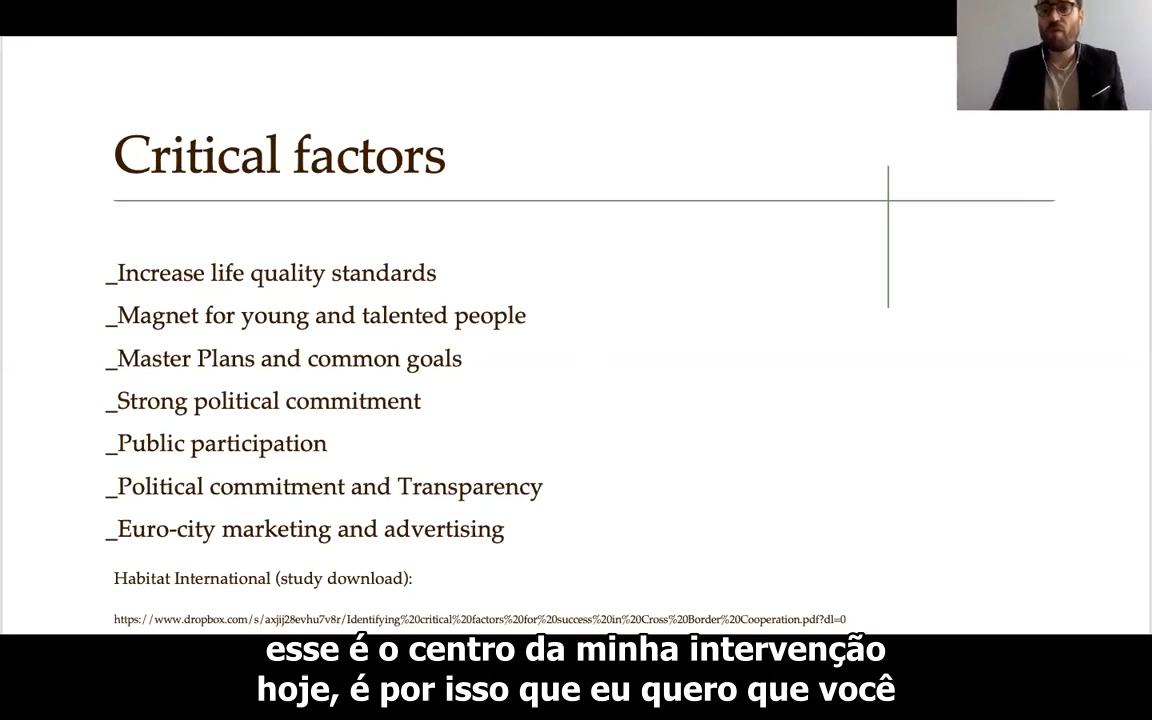 Critical factors
_Increase life quality standards
_Magnet for young and talented people
_Master Plans and common goals
_Strong political commitment
_Public participation
_Political commitment and Transparency
_Euro-city marketing and advertising
Habitat International (study download):
https://www.dropbox.com/s/axjij28evhu7v8r/Identifying%20critical%20factors%20for%20success%20in%20Cross%20Border%20Cooperation.pdf?dl=0
esse é o centro da minha intervenção
hoje, é por isso que eu quero que você